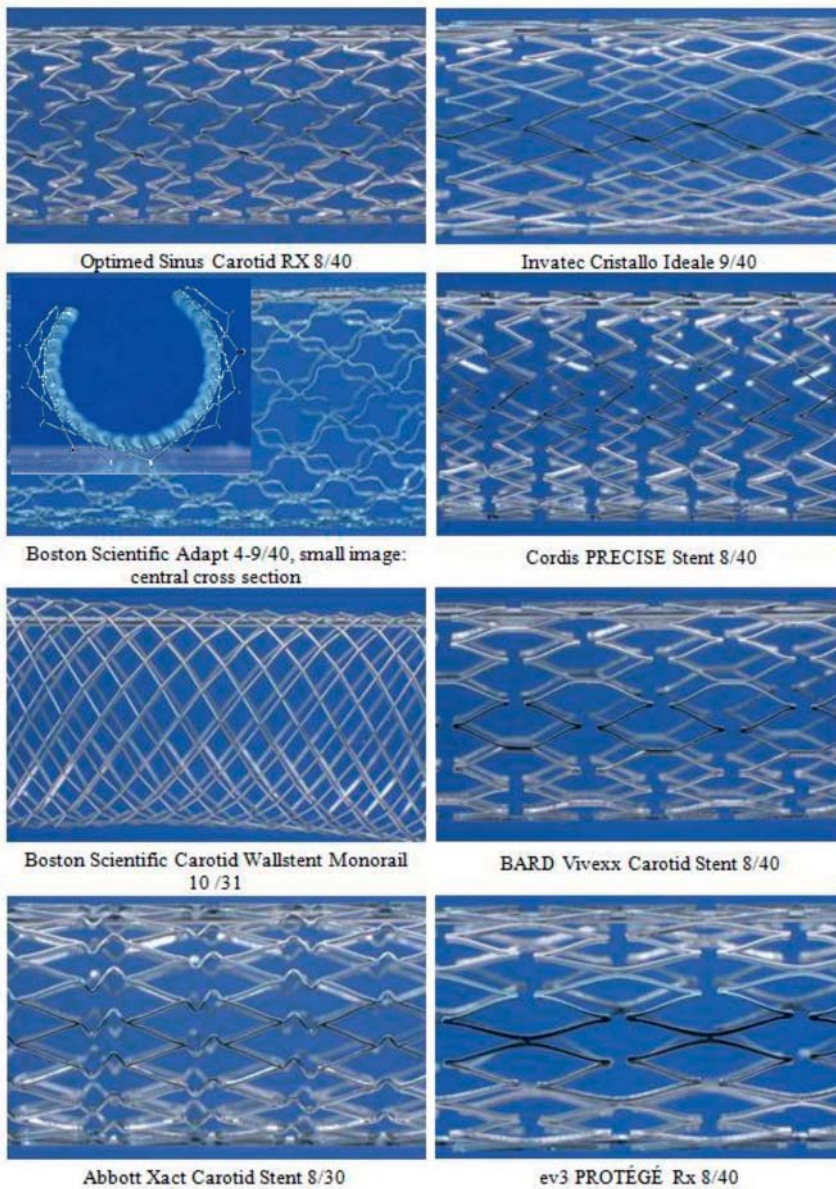 Optimed Sinus Carotid RX 8/40
Invatec Cristallo Ideale 9/40
Boston Scientific Adapt 4-9/40, small image:
central cross section
Cordis PRECISE Stent 8/40
Boston Scientific Carotid Wallstent Monorail
10 /31
BARD Vivexx Carotid Stent 8/40
Abbott Xact Carotid Stent 8/30
ev3 PROTÉGÉ Rx 8/40